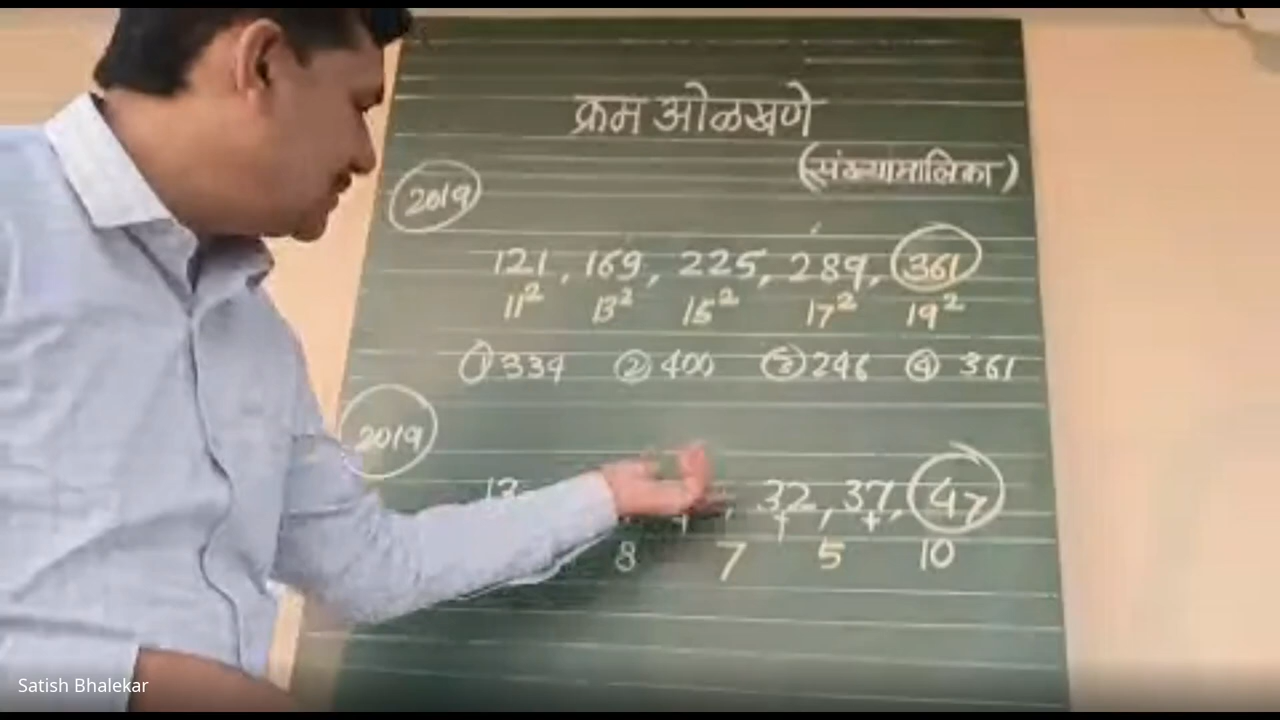 क्रम ओळखणे
(संख्यामालिका)
2019
121, 169, 225, 289, 361
11² 13² 15² 17² 19²
① 334 ② 400 ③ 246 ④ 361
2019
32, 37, 47
+ + +
8 7 5 10
Satish Bhalekar